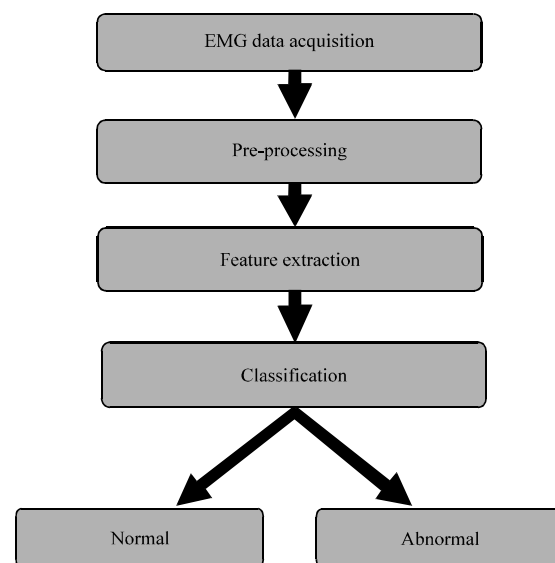 EMG data acquisition
Pre-processing
Feature extraction
Classification
Normal
Abnormal